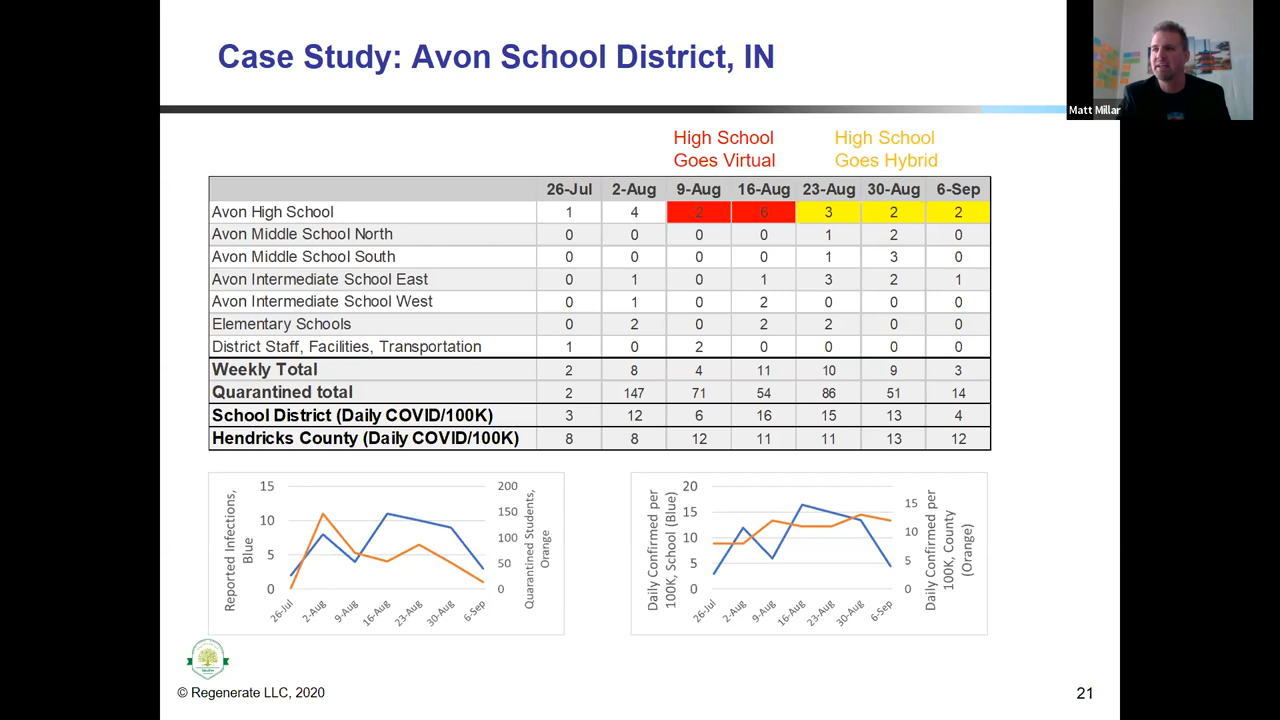 Case Study: Avon School District, IN
Matt Millar
High School
Goes Virtual
High School
Goes Hybrid
26-Jul 2-Aug 9-Aug 16-Aug 23-Aug 30-Aug 6-Sep
Avon High School 1 4 2 6 3 2 2
Avon Middle School North 0 0 0 0 1 2 0
Avon Middle School South 0 0 0 0 1 3 0
Avon Intermediate School East 0 1 0 1 3 2 1
Avon Intermediate School West 0 1 0 2 0 0 0
Elementary Schools 0 2 0 2 2 0 0
District Staff, Facilities, Transportation 1 0 2 0 0 0 0
Weekly Total 2 8 4 11 10 9 3
Quarantined total 2 147 71 54 86 51 14
School District (Daily COVID/100K) 3 12 6 16 15 13 4
Hendricks County (Daily COVID/100K) 8 8 12 11 11 13 12
Reported Infections,
Blue
15
10
5
0
200
150
100
50
0
Quarantined Students,
Orange
26-Jul 2-Aug 9-Aug 16-Aug 23-Aug 30-Aug 6-Sep
Daily Confirmed per
100K, School (Blue)
20
15
10
5
0
15
10
5
0
Daily Confirmed per
100K, County
(Orange)
26-Jul 2-Aug 9-Aug 16-Aug 23-Aug 30-Aug 6-Sep
© Regenerate LLC, 2020
21